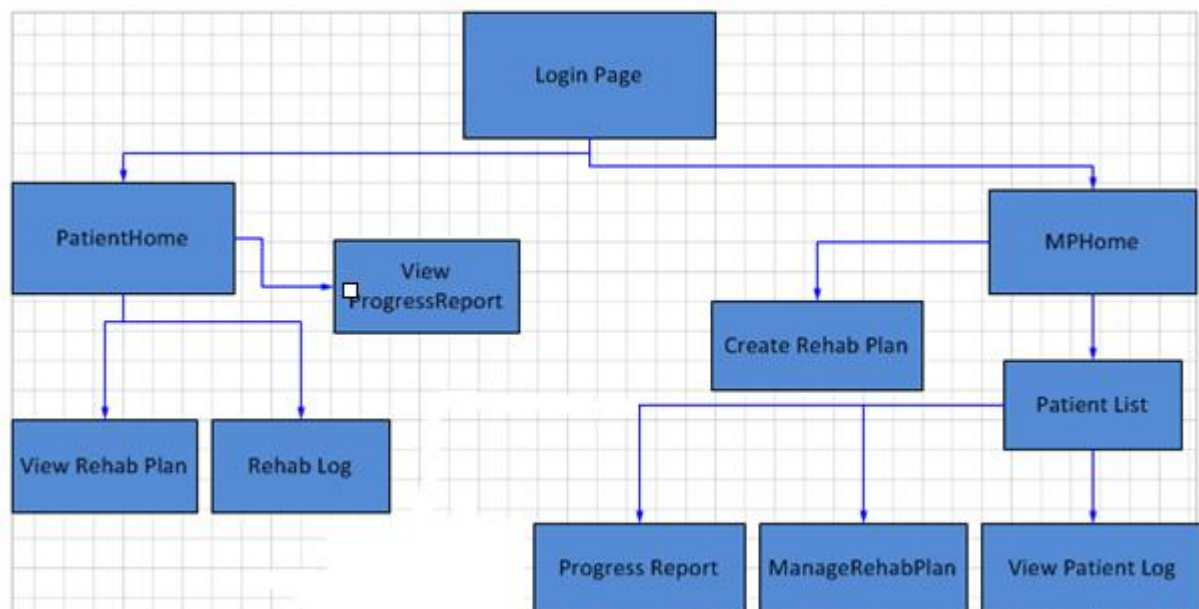 Login Page
PatientHome
MPHome
View
ProgressReport
Create Rehab Plan
Patient List
View Rehab Plan
Rehab Log
Progress Report
ManageRehabPlan
View Patient Log